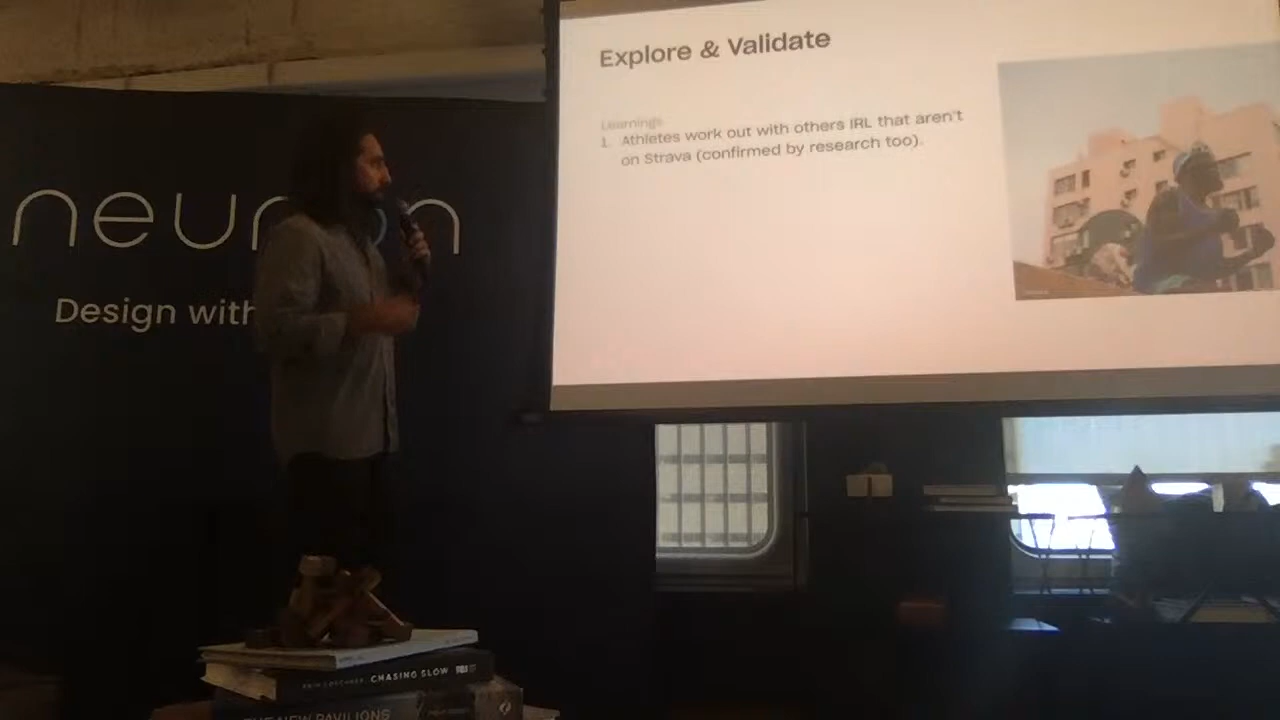 Explore & Validate
Learnings
1. Athletes work out with others IRL that aren't
on Strava (confirmed by research too).
neuron
Design with
CHASING SLOW
THE NEW PAVILIONS